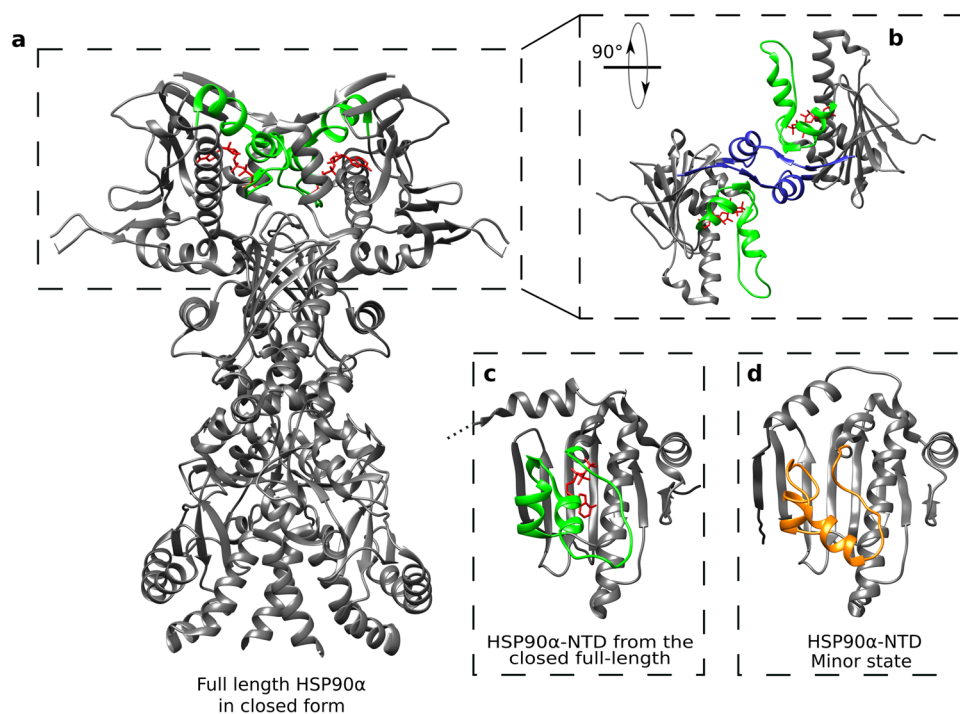 a
90°
b
c
d
HSP90α-NTD from the
closed full-length
HSP90α-NTD
Minor state
Full length HSP90α
in closed form